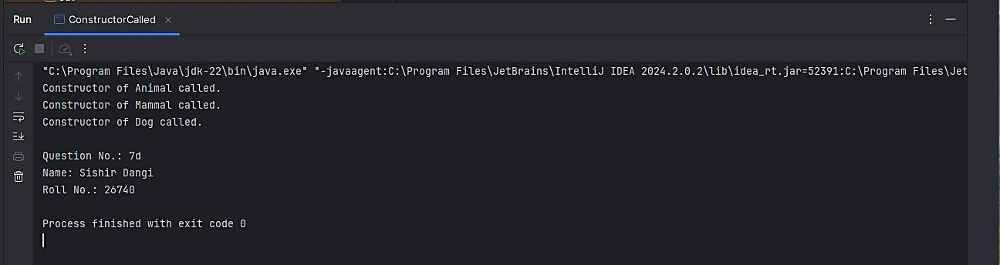 Run ConstructorCalled
"C:\Program Files\Java\jdk-22\bin\java.exe" "-javaagent:C:\Program Files\JetBrains\IntelliJ IDEA 2024.2.0.2\lib\idea_rt.jar=52391:C:\Program Files\Jet
Constructor of Animal called.
Constructor of Mammal called.
Constructor of Dog called.
Question No.: 7d
Name: Sishir Dangi
Roll No.: 26740
Process finished with exit code 0